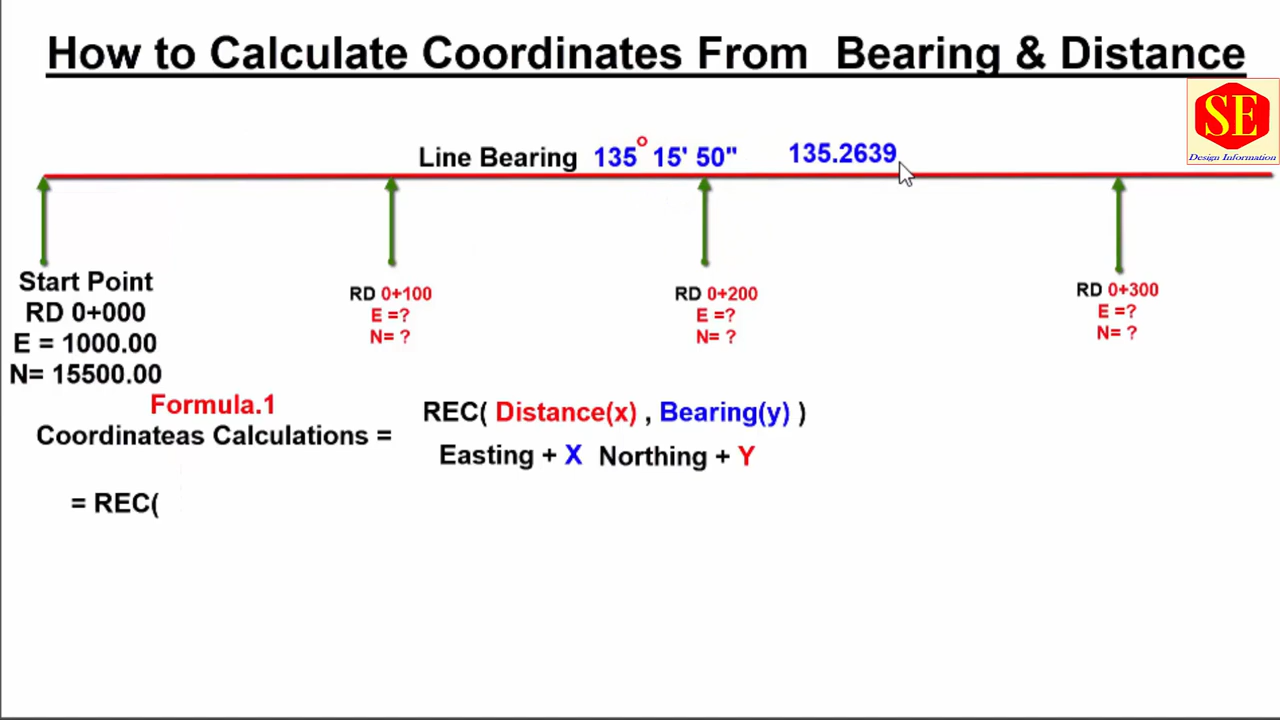 How to Calculate Coordinates From Bearing & Distance
SE
Design Information
Line Bearing 135° 15' 50" 135.2639
Start Point
RD 0+000
E = 1000.00
N= 15500.00
RD 0+100
E =?
N= ?
RD 0+200
E =?
N= ?
RD 0+300
E =?
N= ?
Formula.1
Coordinateas Calculations =
REC( Distance(x) , Bearing(y) )
Easting + X Northing + Y
= REC(